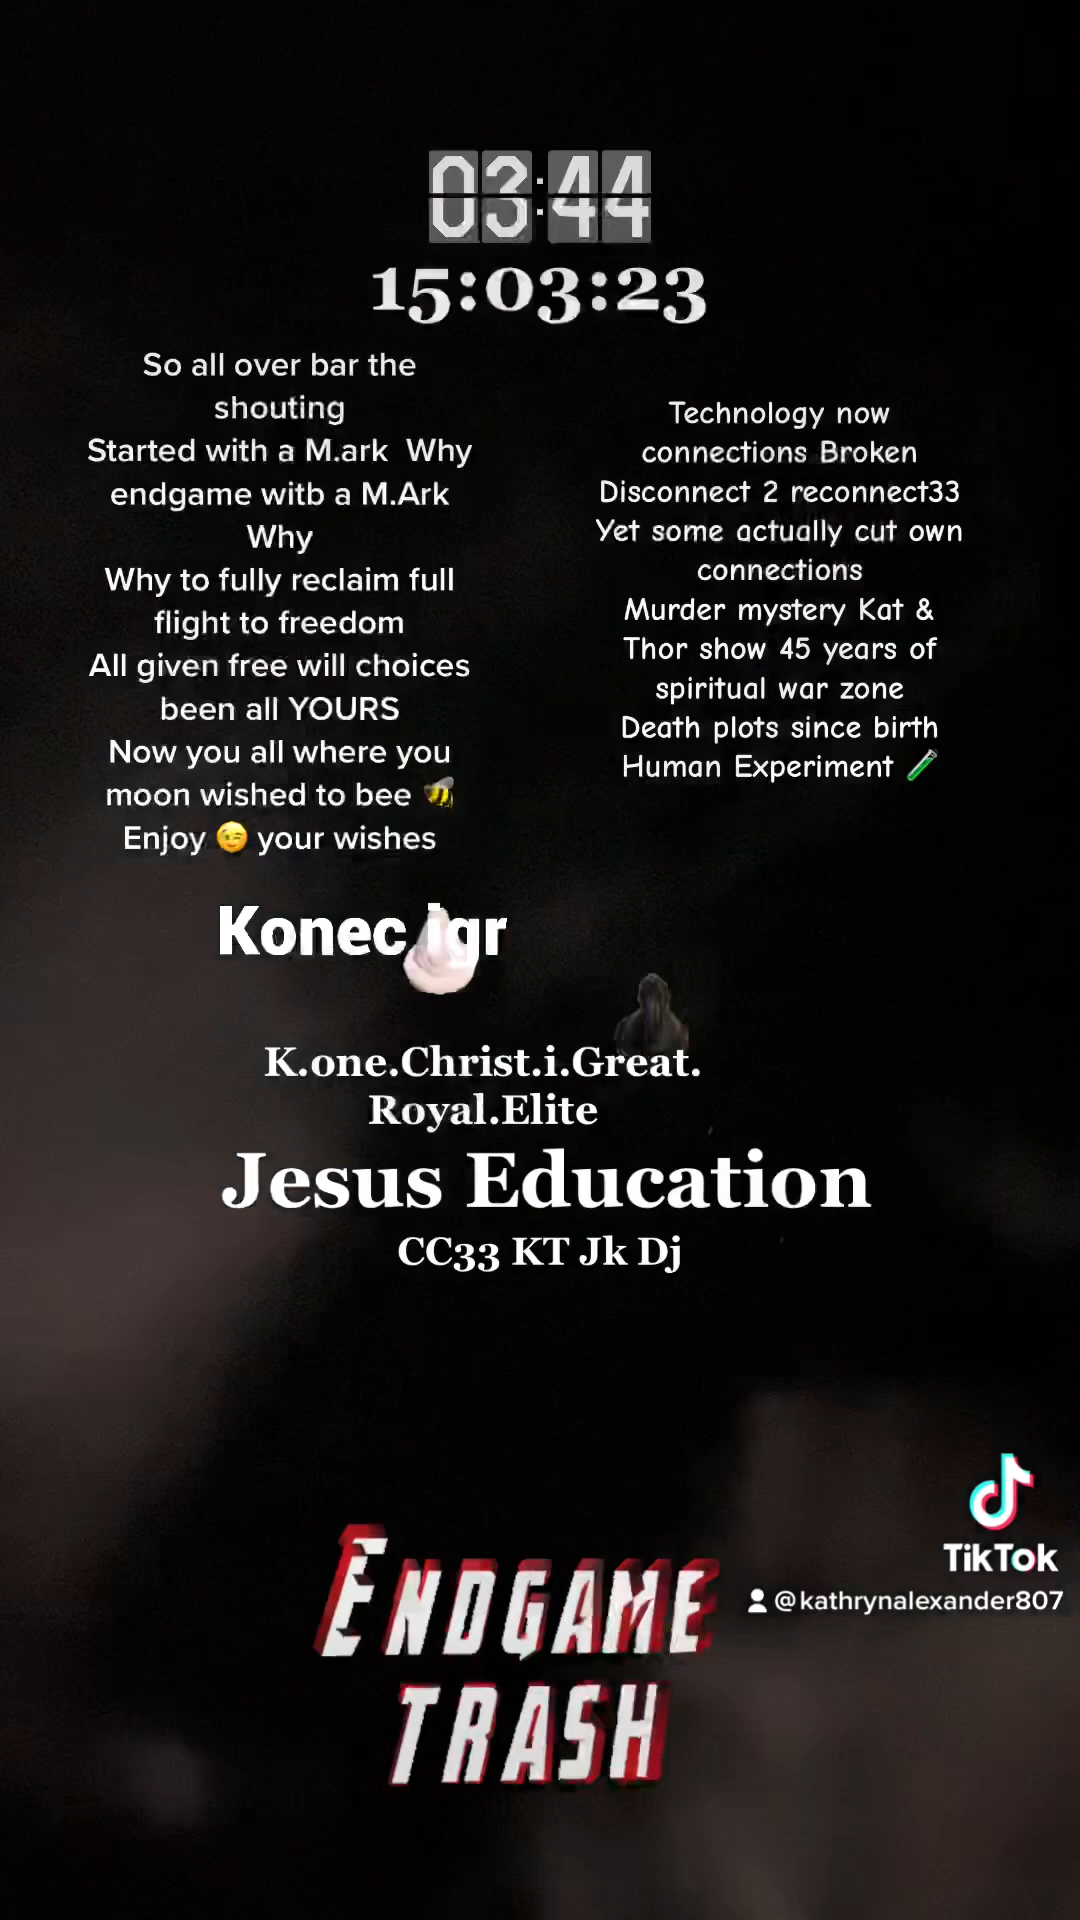 03:44
15:03:23
So all over bar the
shouting
Started with a M.ark  Why
endgame witb a M.Ark
Why
Why to fully reclaim full
flight to freedom
All given free will choices
been all YOURS
Now you all where you
moon wished to bee 🐝
Enjoy 😉 your wishes
Technology now
connections Broken
Disconnect 2 reconnect33
Yet some actually cut own
connections
Murder mystery Kat &
Thor show 45 years of
spiritual war zone
Death plots since birth
Human Experiment 🧪
Konec igr
K.one.Christ.i.Great.
Royal.Elite
Jesus Education
CC33 KT Jk Dj
ENDGAME
TRASH
TikTok
@kathrynalexander807